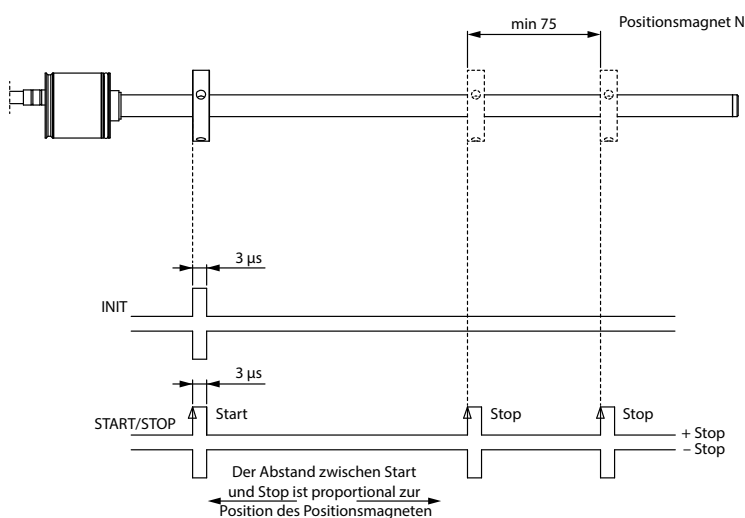 min 75
Positionsmagnet N
3 µs
INIT
3 µs
START/STOP
Start
Stop
Stop
+ Stop
– Stop
Der Abstand zwischen Start
und Stop ist proportional zur
Position des Positionsmagneten